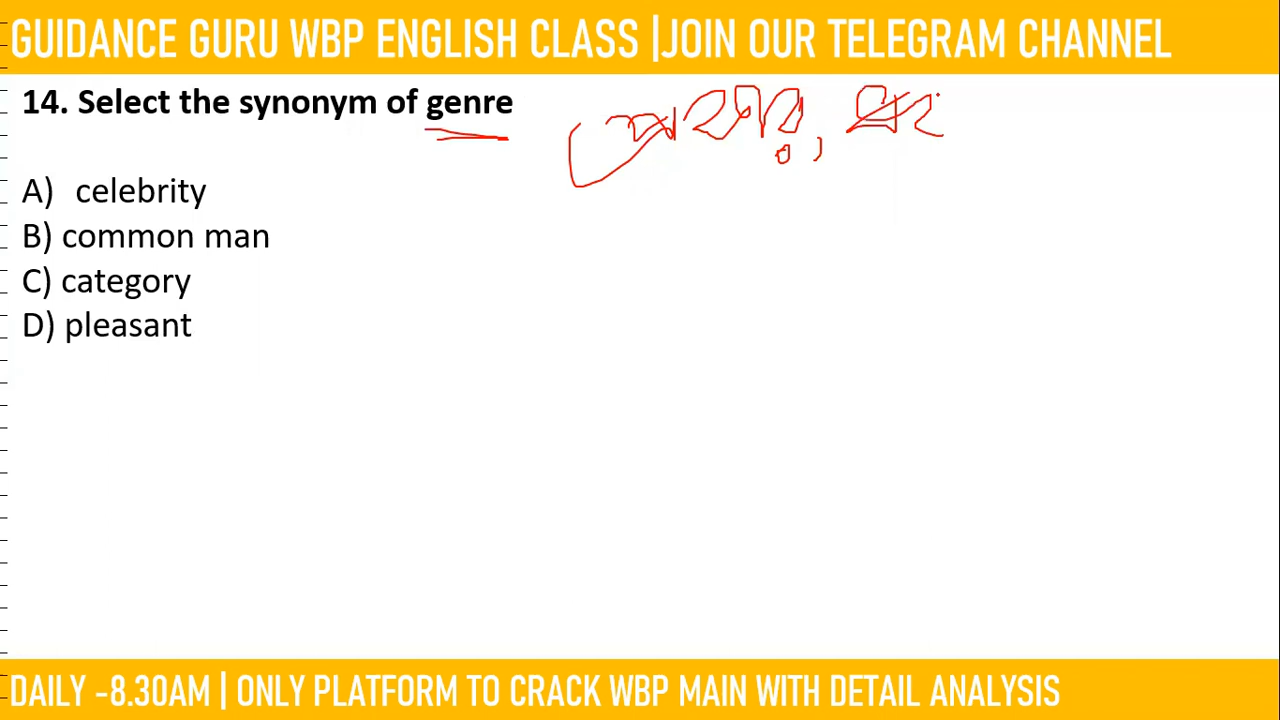 GUIDANCE GURU WBP ENGLISH CLASS |JOIN OUR TELEGRAM CHANNEL
14. Select the synonym of genre
A) celebrity
B) common man
C) category
D) pleasant
DAILY -8.30AM | ONLY PLATFORM TO CRACK WBP MAIN WITH DETAIL ANALYSIS